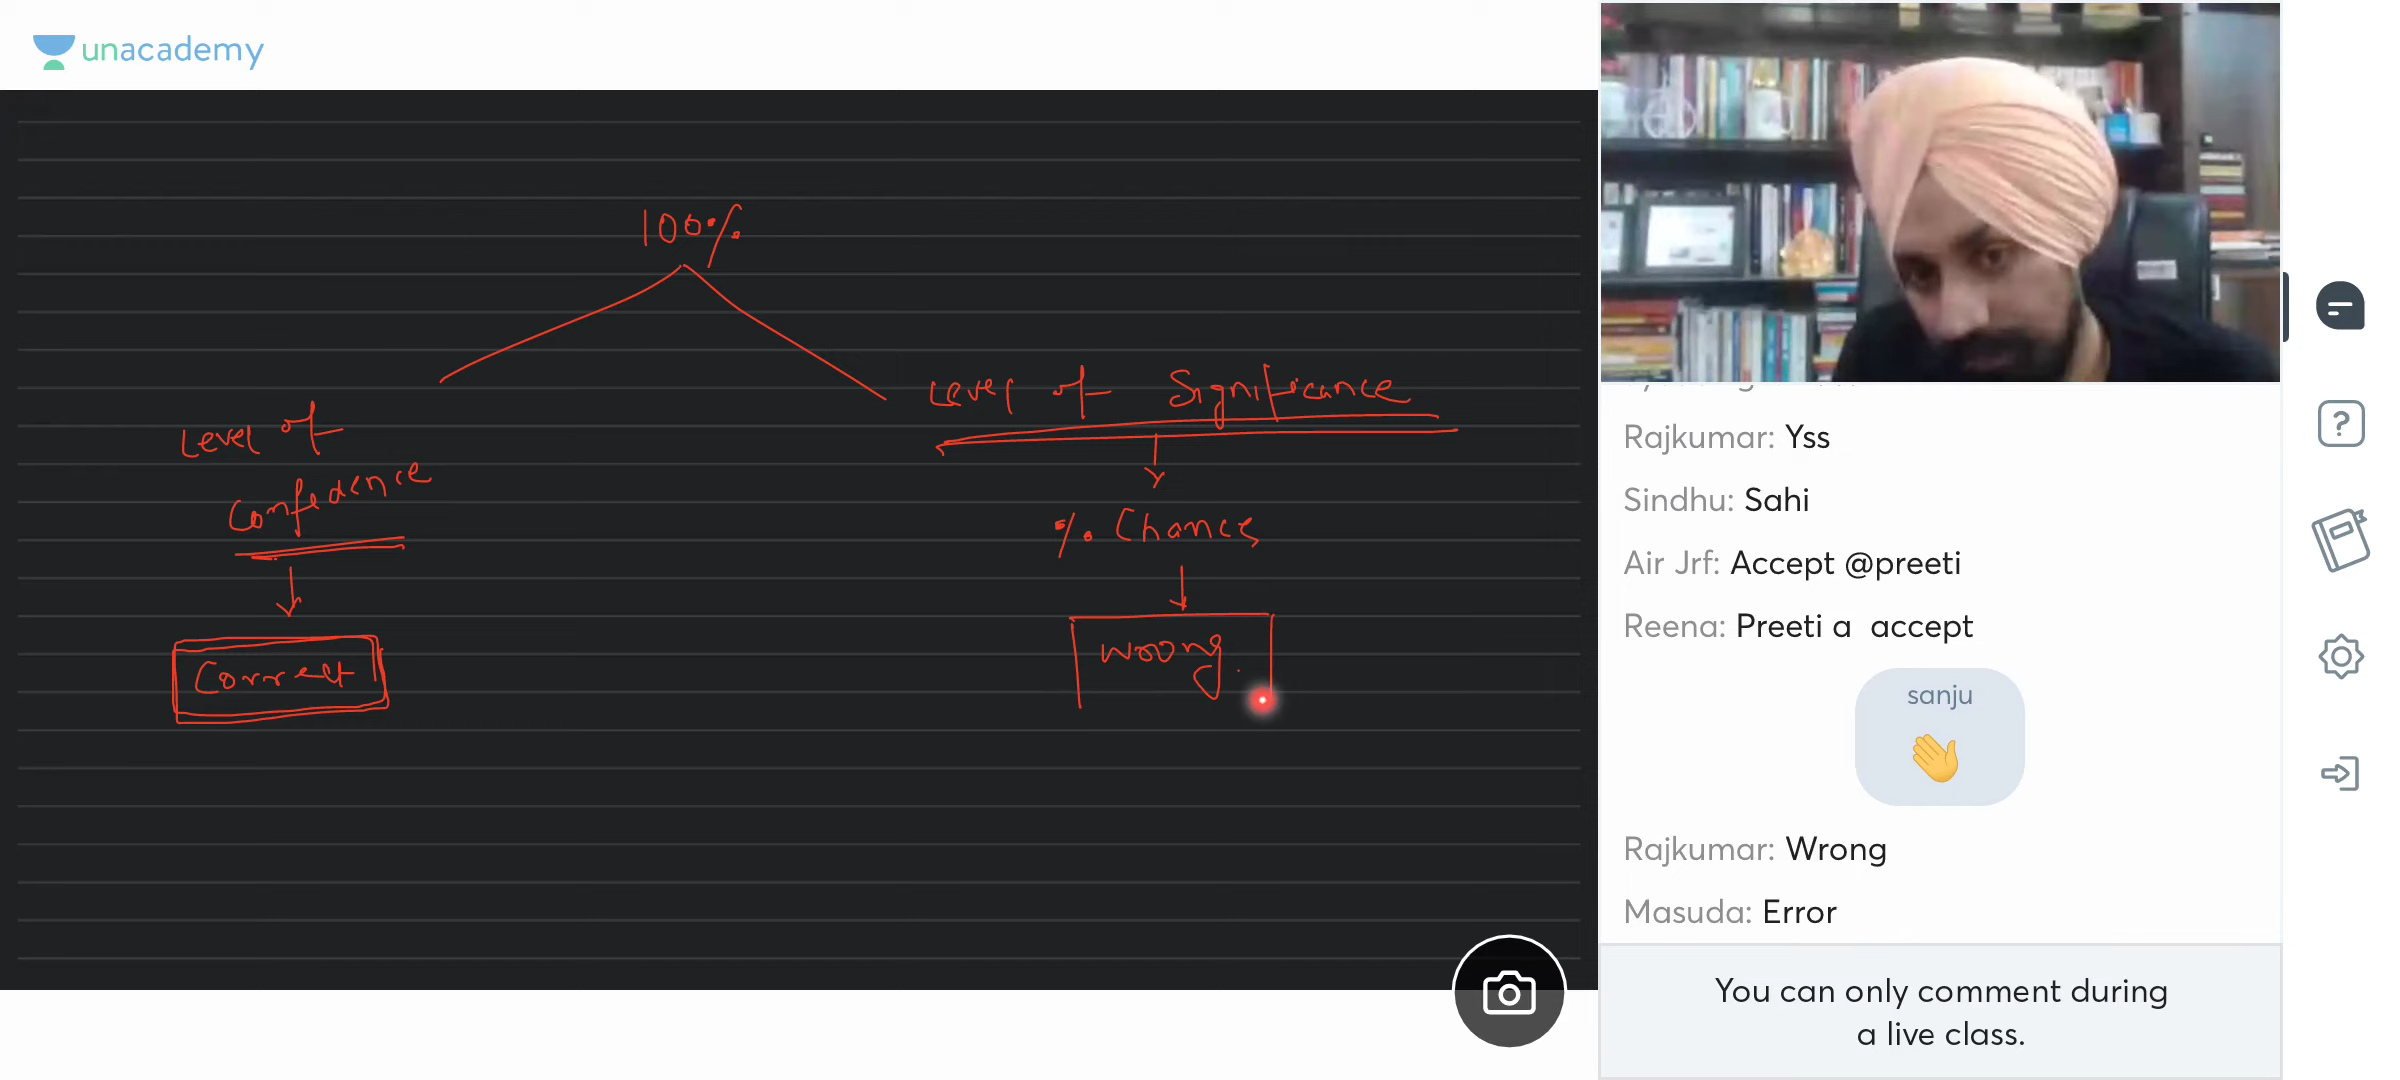 unacademy
100%
Level of
Confidence
Correct
Level of Significance
% Chances
Wrong.
Rajkumar: Yss
Sindhu: Sahi
Air Jrf: Accept @preeti
Reena: Preeti a accept
sanju
👏
Rajkumar: Wrong
Masuda: Error
You can only comment during
a live class.